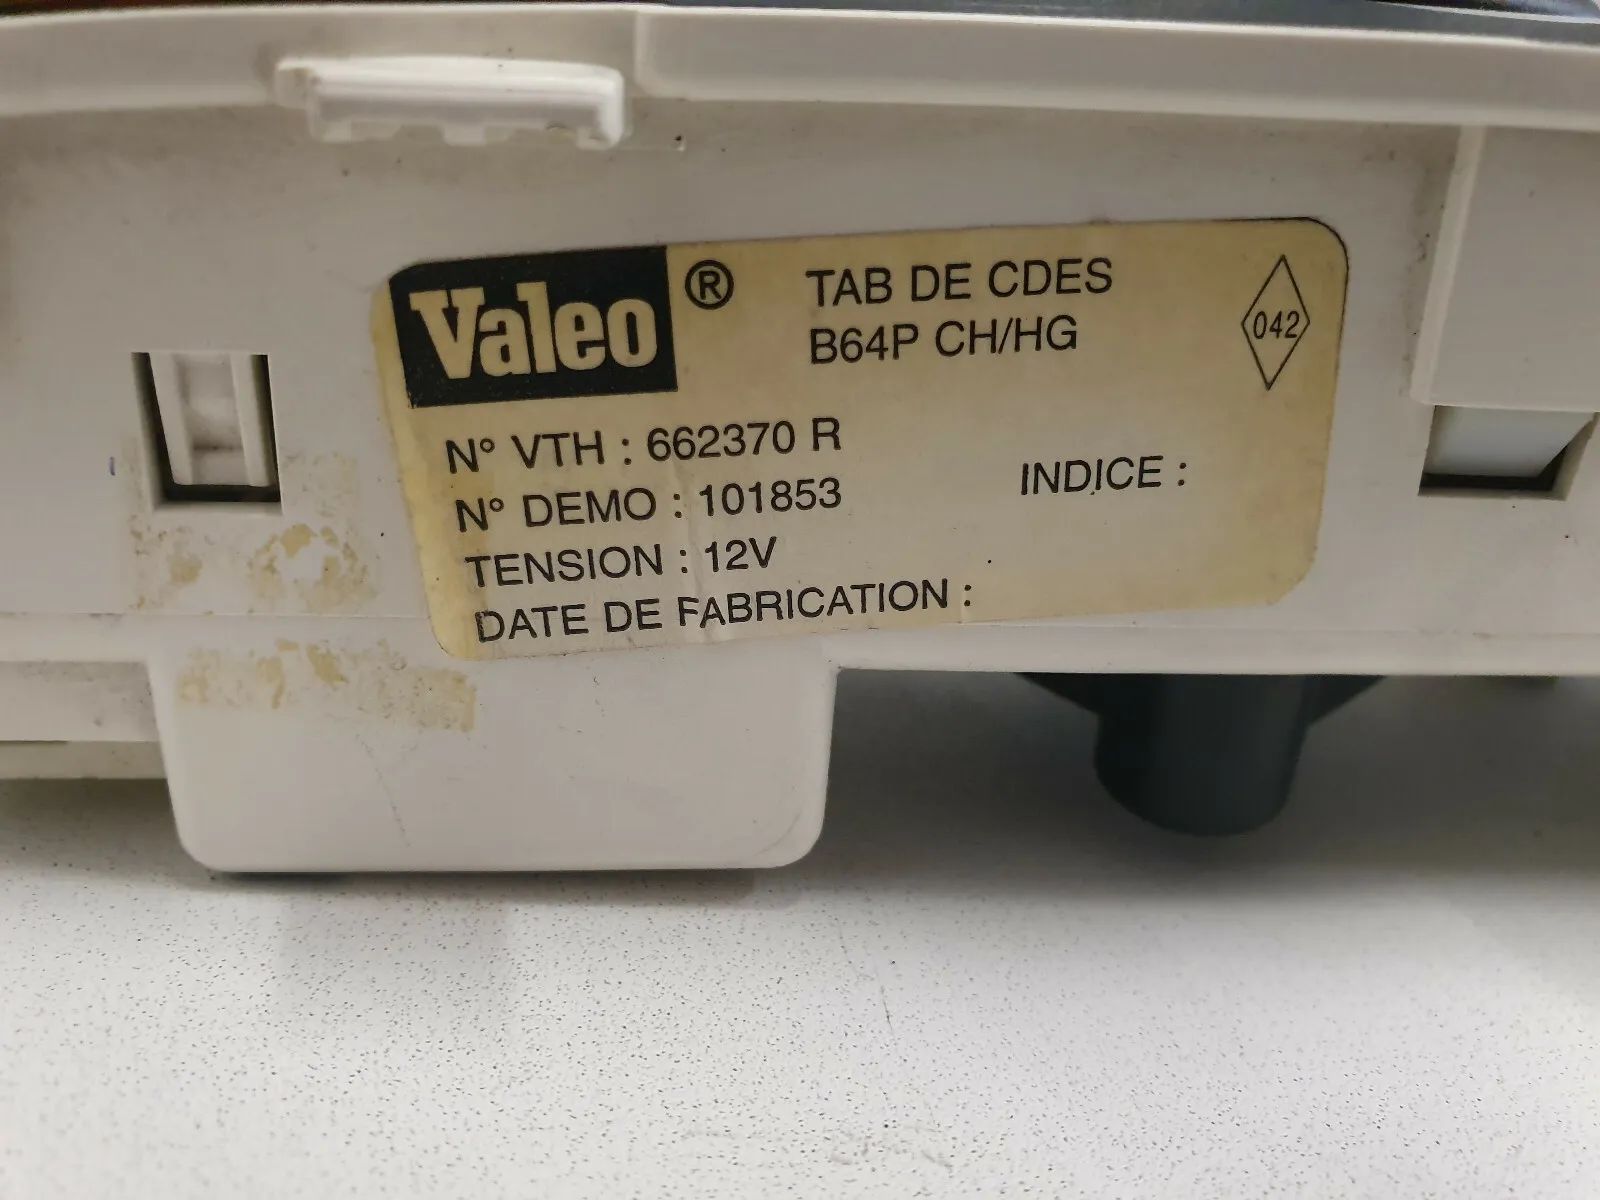 Valeo ® TAB DE CDES
B64P CH/HG
042
N° VTH : 662370 R
N° DEMO : 101853 INDICE :
TENSION : 12V
DATE DE FABRICATION :